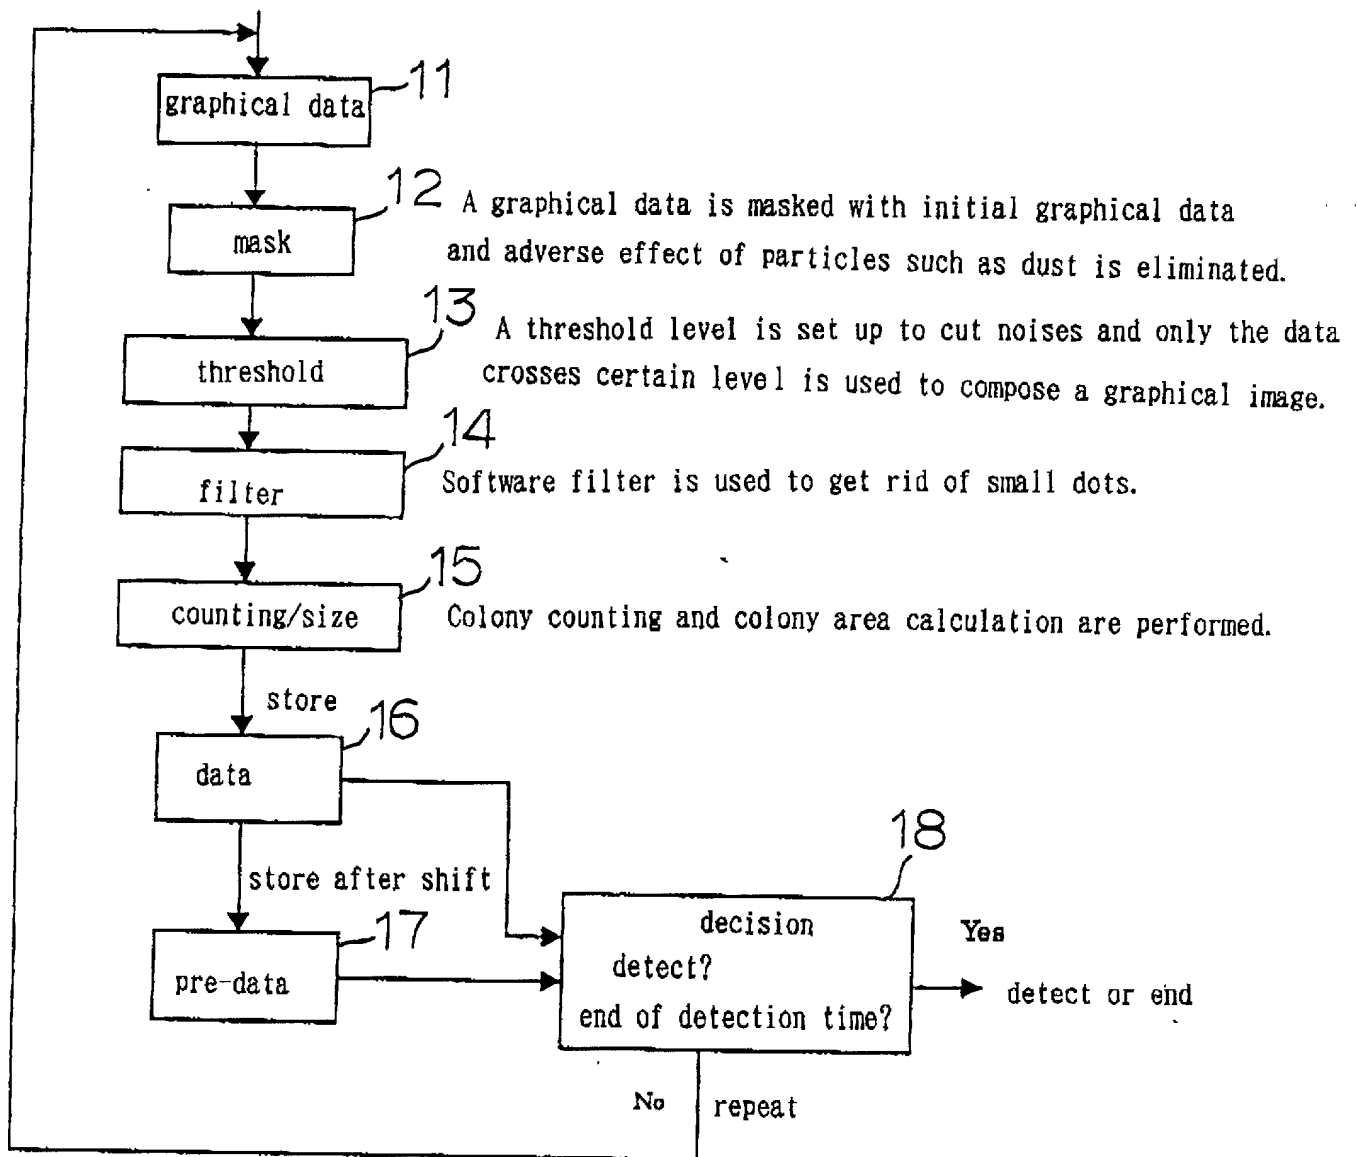 11
graphical data
12
A graphical data is masked with initial graphical data
mask
and adverse effect of particles such as dust is eliminated.
13
A threshold level is set up to cut noises and only the data
threshold
crosses certain level is used to compose a graphical image.
14
filter
Software filter is used to get rid of small dots.
15
counting/size
Colony counting and colony area calculation are performed.
store
16
data
store after shift
17
pre-data
18
decision
detect?
end of detection time?
Yes
detect or end
No
repeat